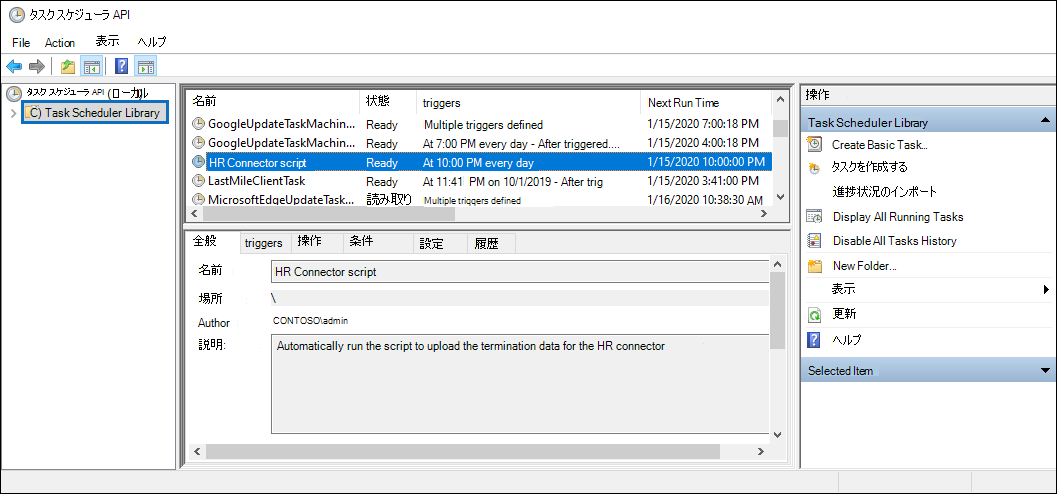 タスク スケジューラ API
File Action 表示 ヘルプ
タスク スケジューラ API (ローカル
C) Task Scheduler Library
名前 状態 triggers Next Run Time
GoogleUpdateTaskMachin... Ready Multiple triggers defined 1/15/2020 7:00:18 PM
GoogleUpdateTaskMachin... Ready At 7:00 PM every day - After triggered.... 1/15/2020 4:00:18 PM
HR Connector script Ready At 10:00 PM every day 1/15/2020 10:00:00 PM
LastMileClientTask Ready At 11:41 PM on 10/1/2019 - After trig 1/15/2020 3:41:00 PM
MicrosoftEdgeUpdateTask... 読み取り Multiple triggers defined 1/16/2020 10:38:30 AM
全般 triggers 操作 条件 設定 履歴
名前 HR Connector script
場所 \
Author CONTOSO\admin
説明: Automatically run the script to upload the termination data for the HR connector
操作
Task Scheduler Library
Create Basic Task...
タスクを作成する
進捗状況のインポート
Display All Running Tasks
Disable All Tasks History
New Folder...
表示
更新
ヘルプ
Selected Item